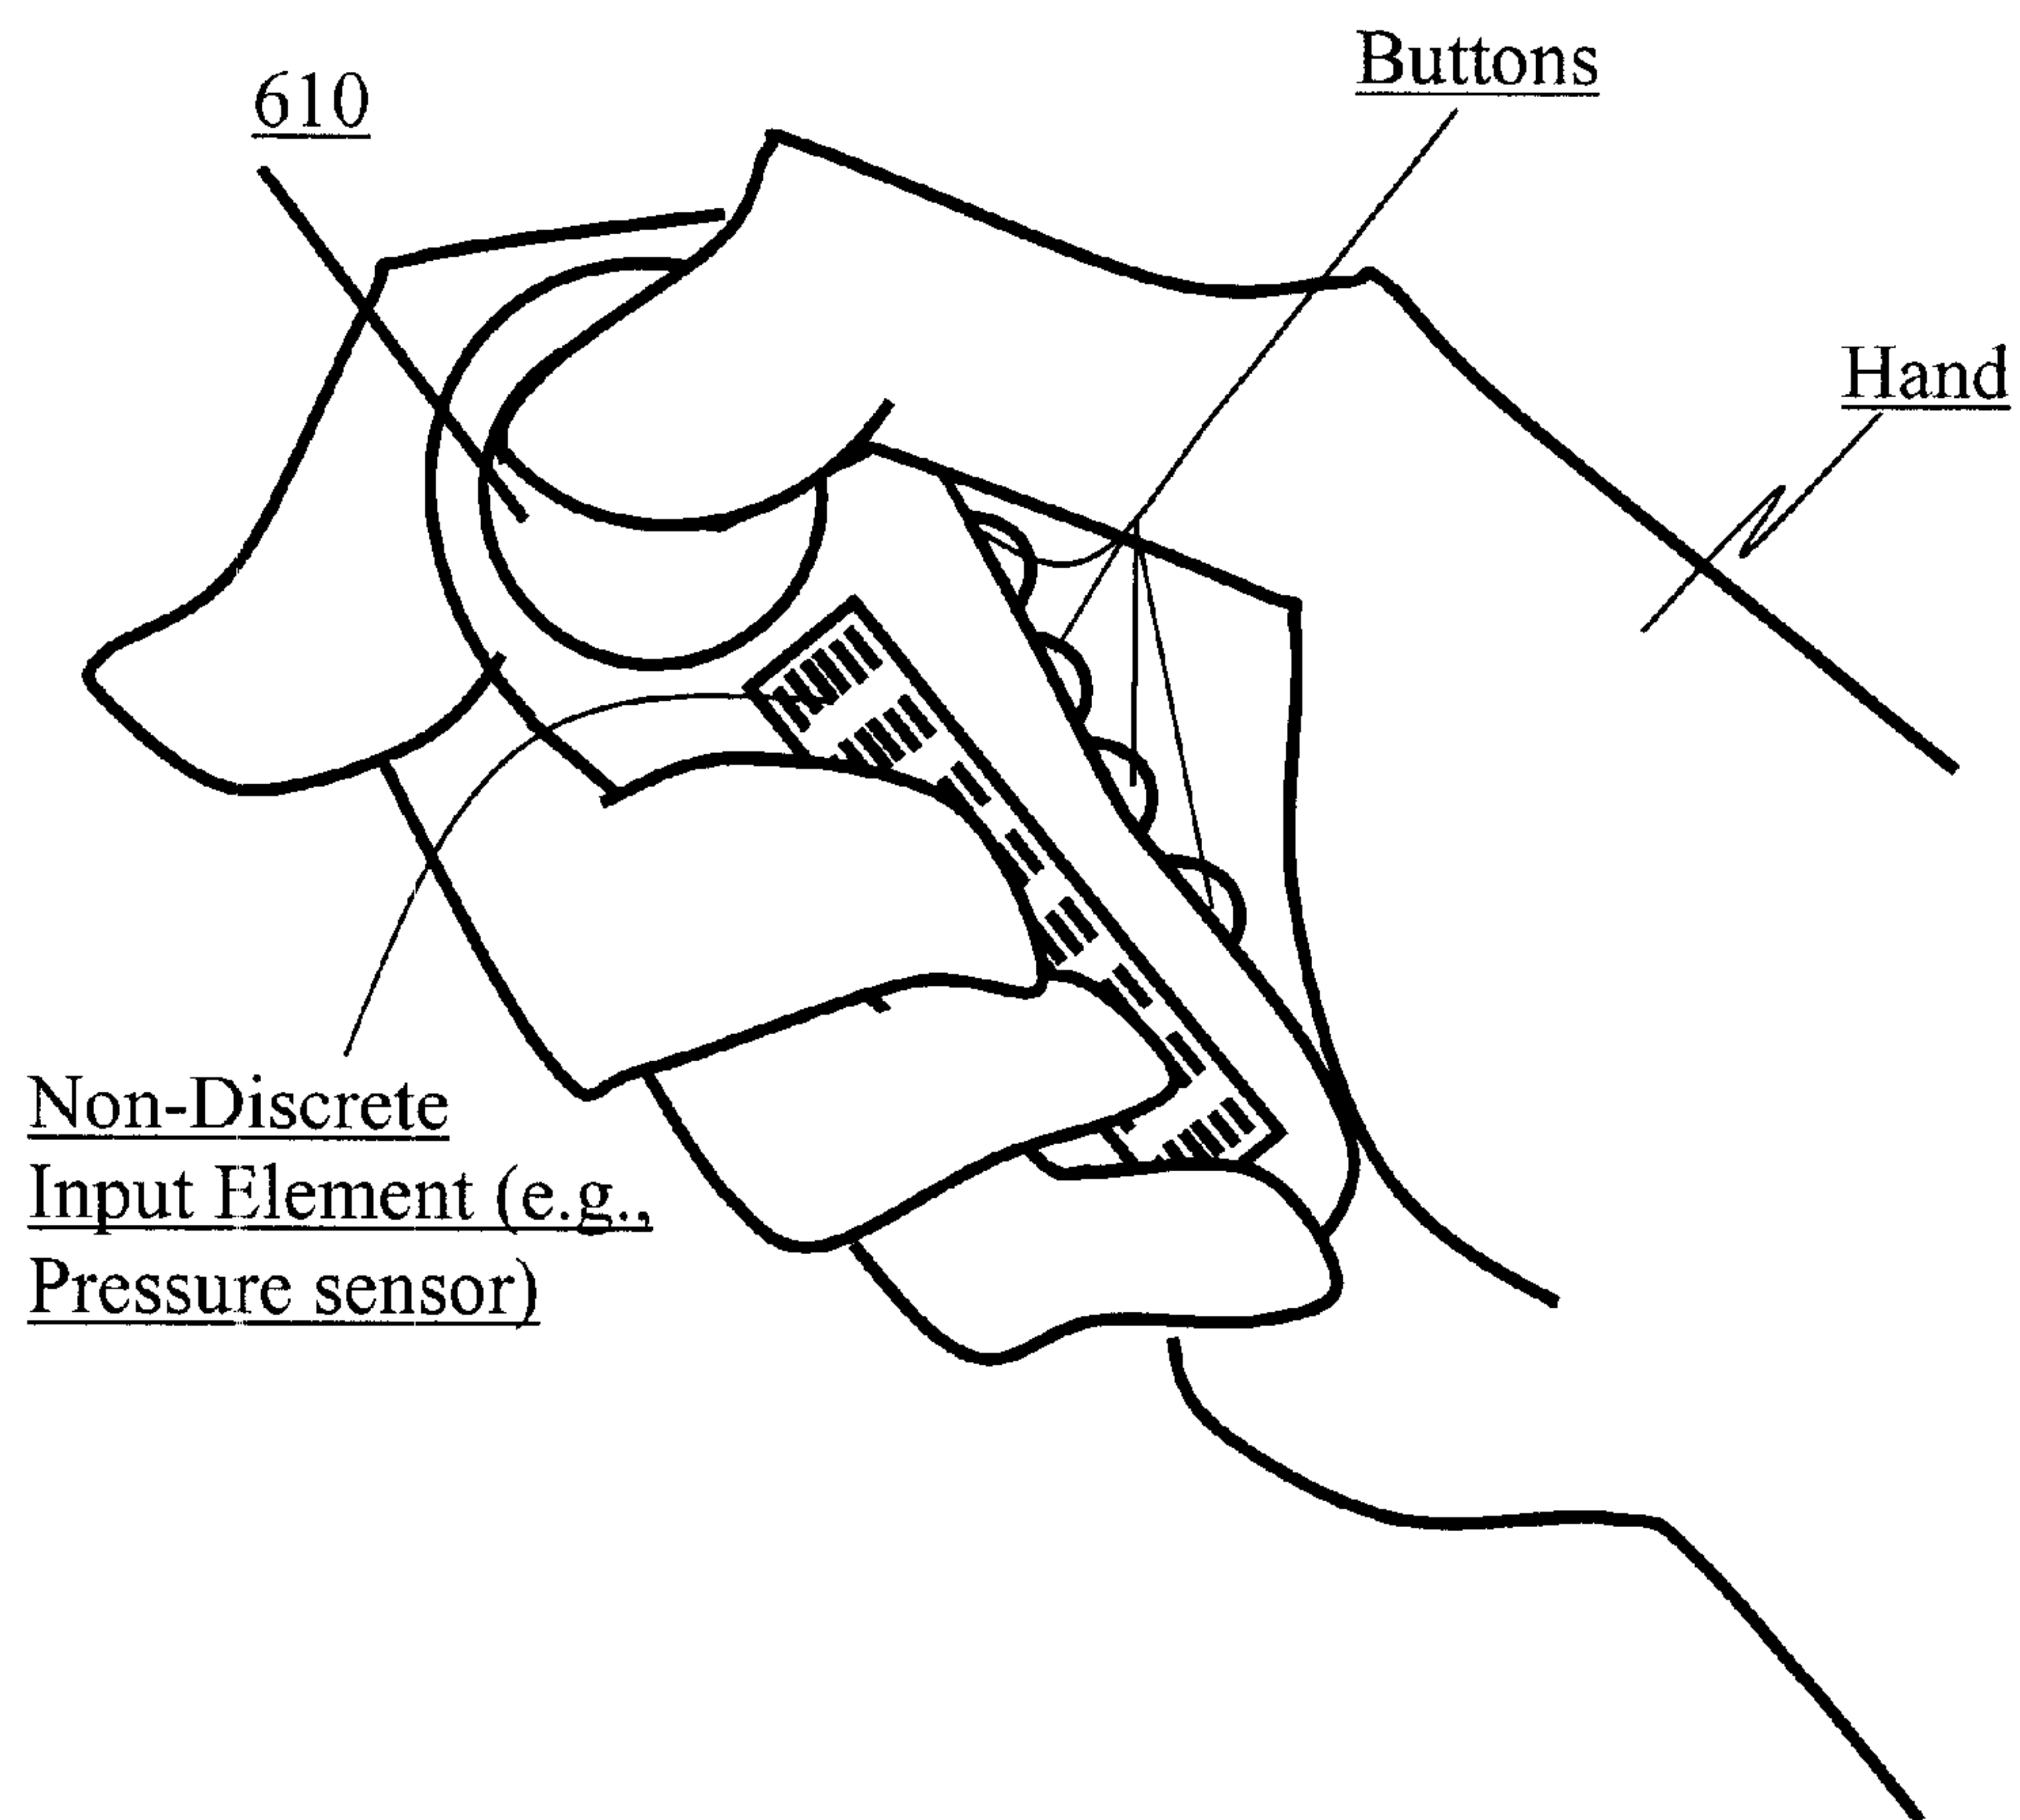 Buttons
610
Hand
Non-Discrete
Input Element (e.g.,
Pressure sensor)